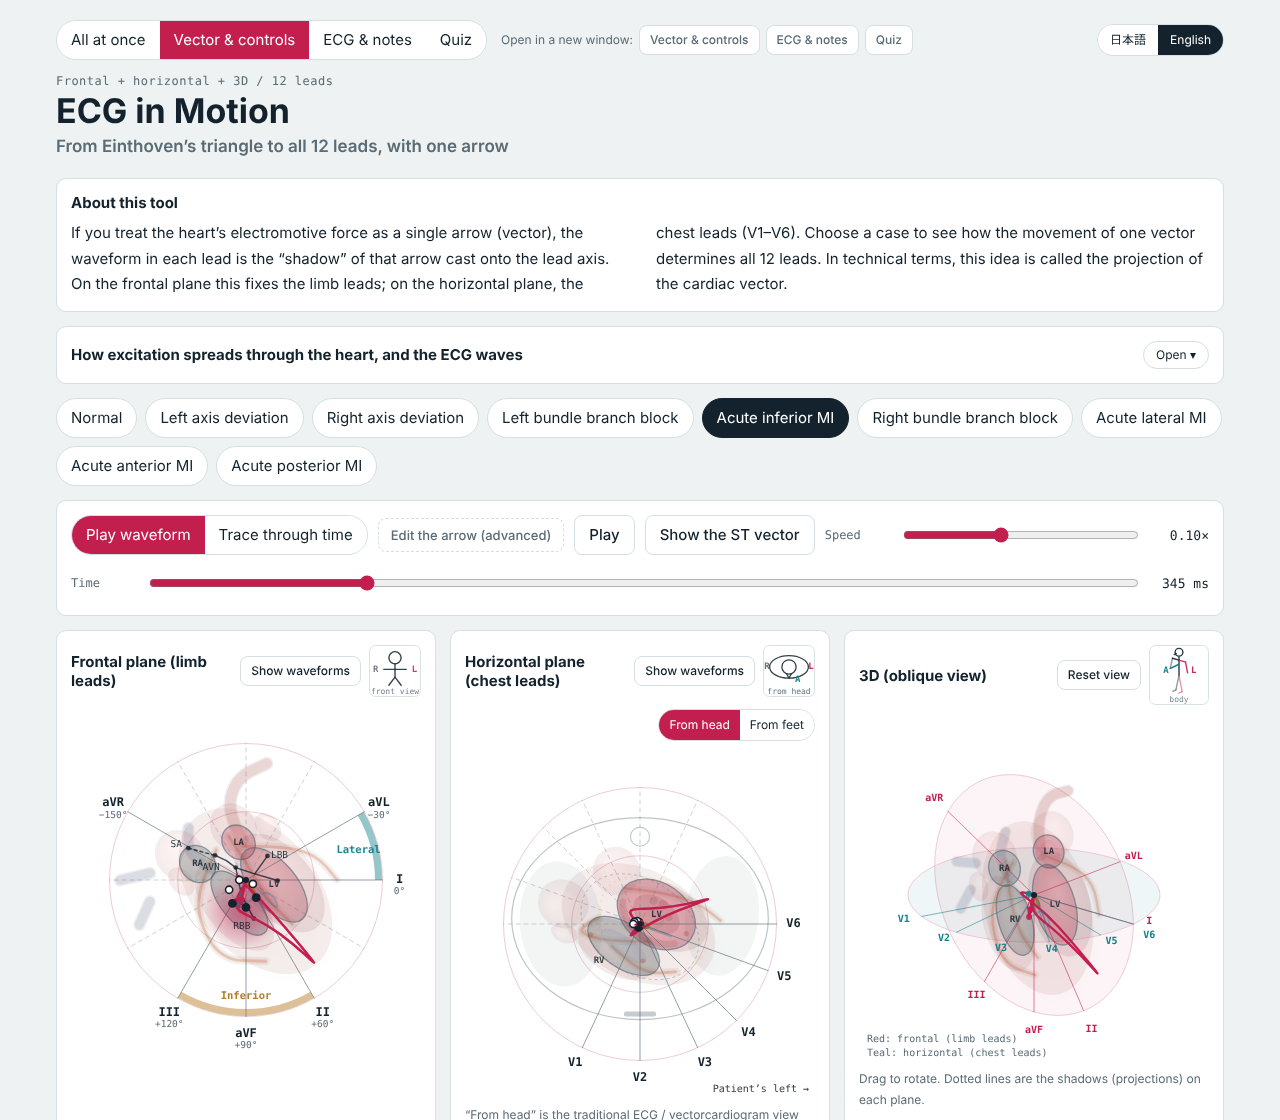 All at once
Vector & controls
ECG & notes
Quiz
Open in a new window:
Vector & controls
ECG & notes
Quiz
日本語
English
Frontal + horizontal + 3D / 12 leads
ECG in Motion
From Einthoven’s triangle to all 12 leads, with one arrow
About this tool
If you treat the heart’s electromotive force as a single arrow (vector), the
waveform in each lead is the “shadow” of that arrow cast onto the lead axis.
On the frontal plane this fixes the limb leads; on the horizontal plane, the
chest leads (V1–V6). Choose a case to see how the movement of one vector
determines all 12 leads. In technical terms, this idea is called the projection of
the cardiac vector.
How excitation spreads through the heart, and the ECG waves
Open ▾
Normal
Left axis deviation
Right axis deviation
Left bundle branch block
Acute inferior MI
Right bundle branch block
Acute lateral MI
Acute anterior MI
Acute posterior MI
Play waveform
Trace through time
Edit the arrow (advanced)
Play
Show the ST vector
Speed
0.10×
Time
345 ms
Frontal plane (limb
leads)
Show waveforms
R
L
front view
aVR
−150°
aVL
−30°
SA
LA
RA
AVN
LBB
LV
RBB
Lateral
I
0°
Inferior
III
+120°
II
+60°
aVF
+90°
Horizontal plane
(chest leads)
Show waveforms
R
L
A
from head
From head
From feet
LV
RV
V6
V5
V4
V3
V2
V1
Patient’s left →
“From head” is the traditional ECG / vectorcardiogram view
3D (oblique view)
Reset view
A
L
body
aVR
aVL
LA
RA
LV
RV
I
V6
V1
V2
V3
V4
V5
III
aVF
II
Red: frontal (limb leads)
Teal: horizontal (chest leads)
Drag to rotate. Dotted lines are the shadows (projections) on
each plane.